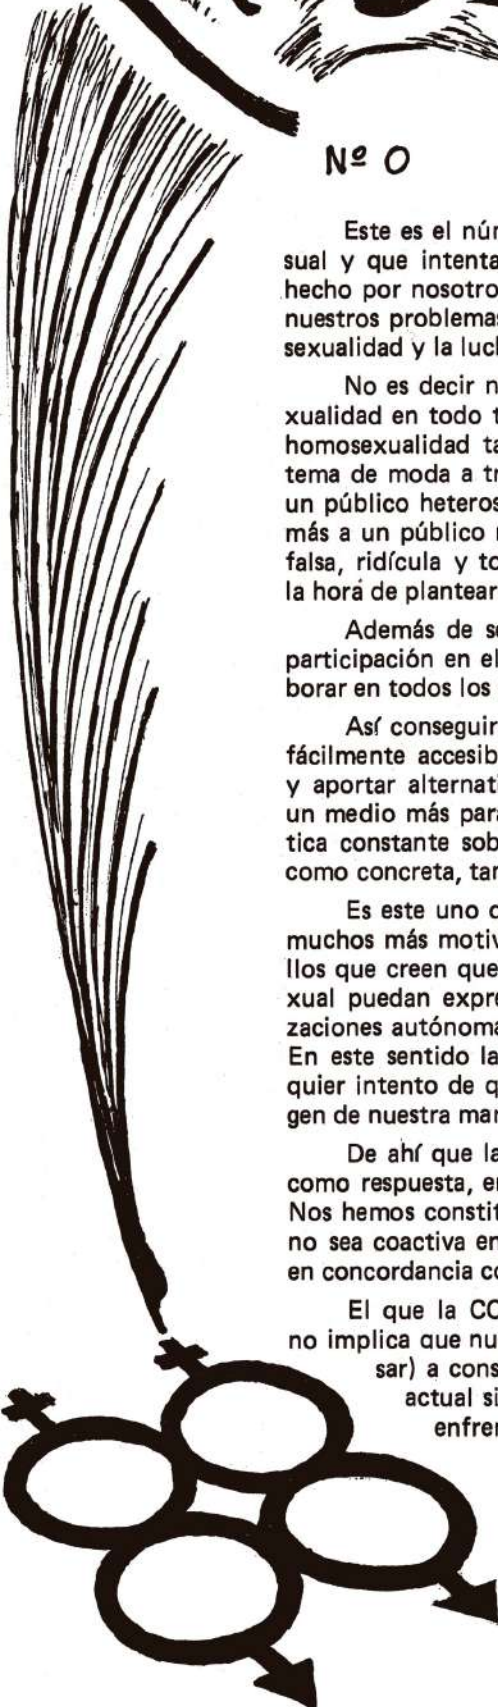 Nº 0
Este es el núr
sual y que intenta
hecho por nosotro
nuestros problemas
sexualidad y la lucl
No es decir n
xualidad en todo t
homosexualidad ta
tema de moda a tr
un público heteros
más a un público r
falsa, ridícula y to
la hora de plantear
Además de se
participación en el
borar en todos los
Así conseguir
fácilmente accesib
y aportar alternati
un medio más para
tica constante sob
como concreta, tar
Es este uno c
muchos más motiv
llos que creen que
xual puedan expre
zaciones autónoma
En este sentido la
quier intento de q
gen de nuestra mar
De ahí que la
como respuesta, er
Nos hemos constit
no sea coactiva en
en concordancia co
El que la CC
no implica que nu
sar) a cons
actual si
enfrer